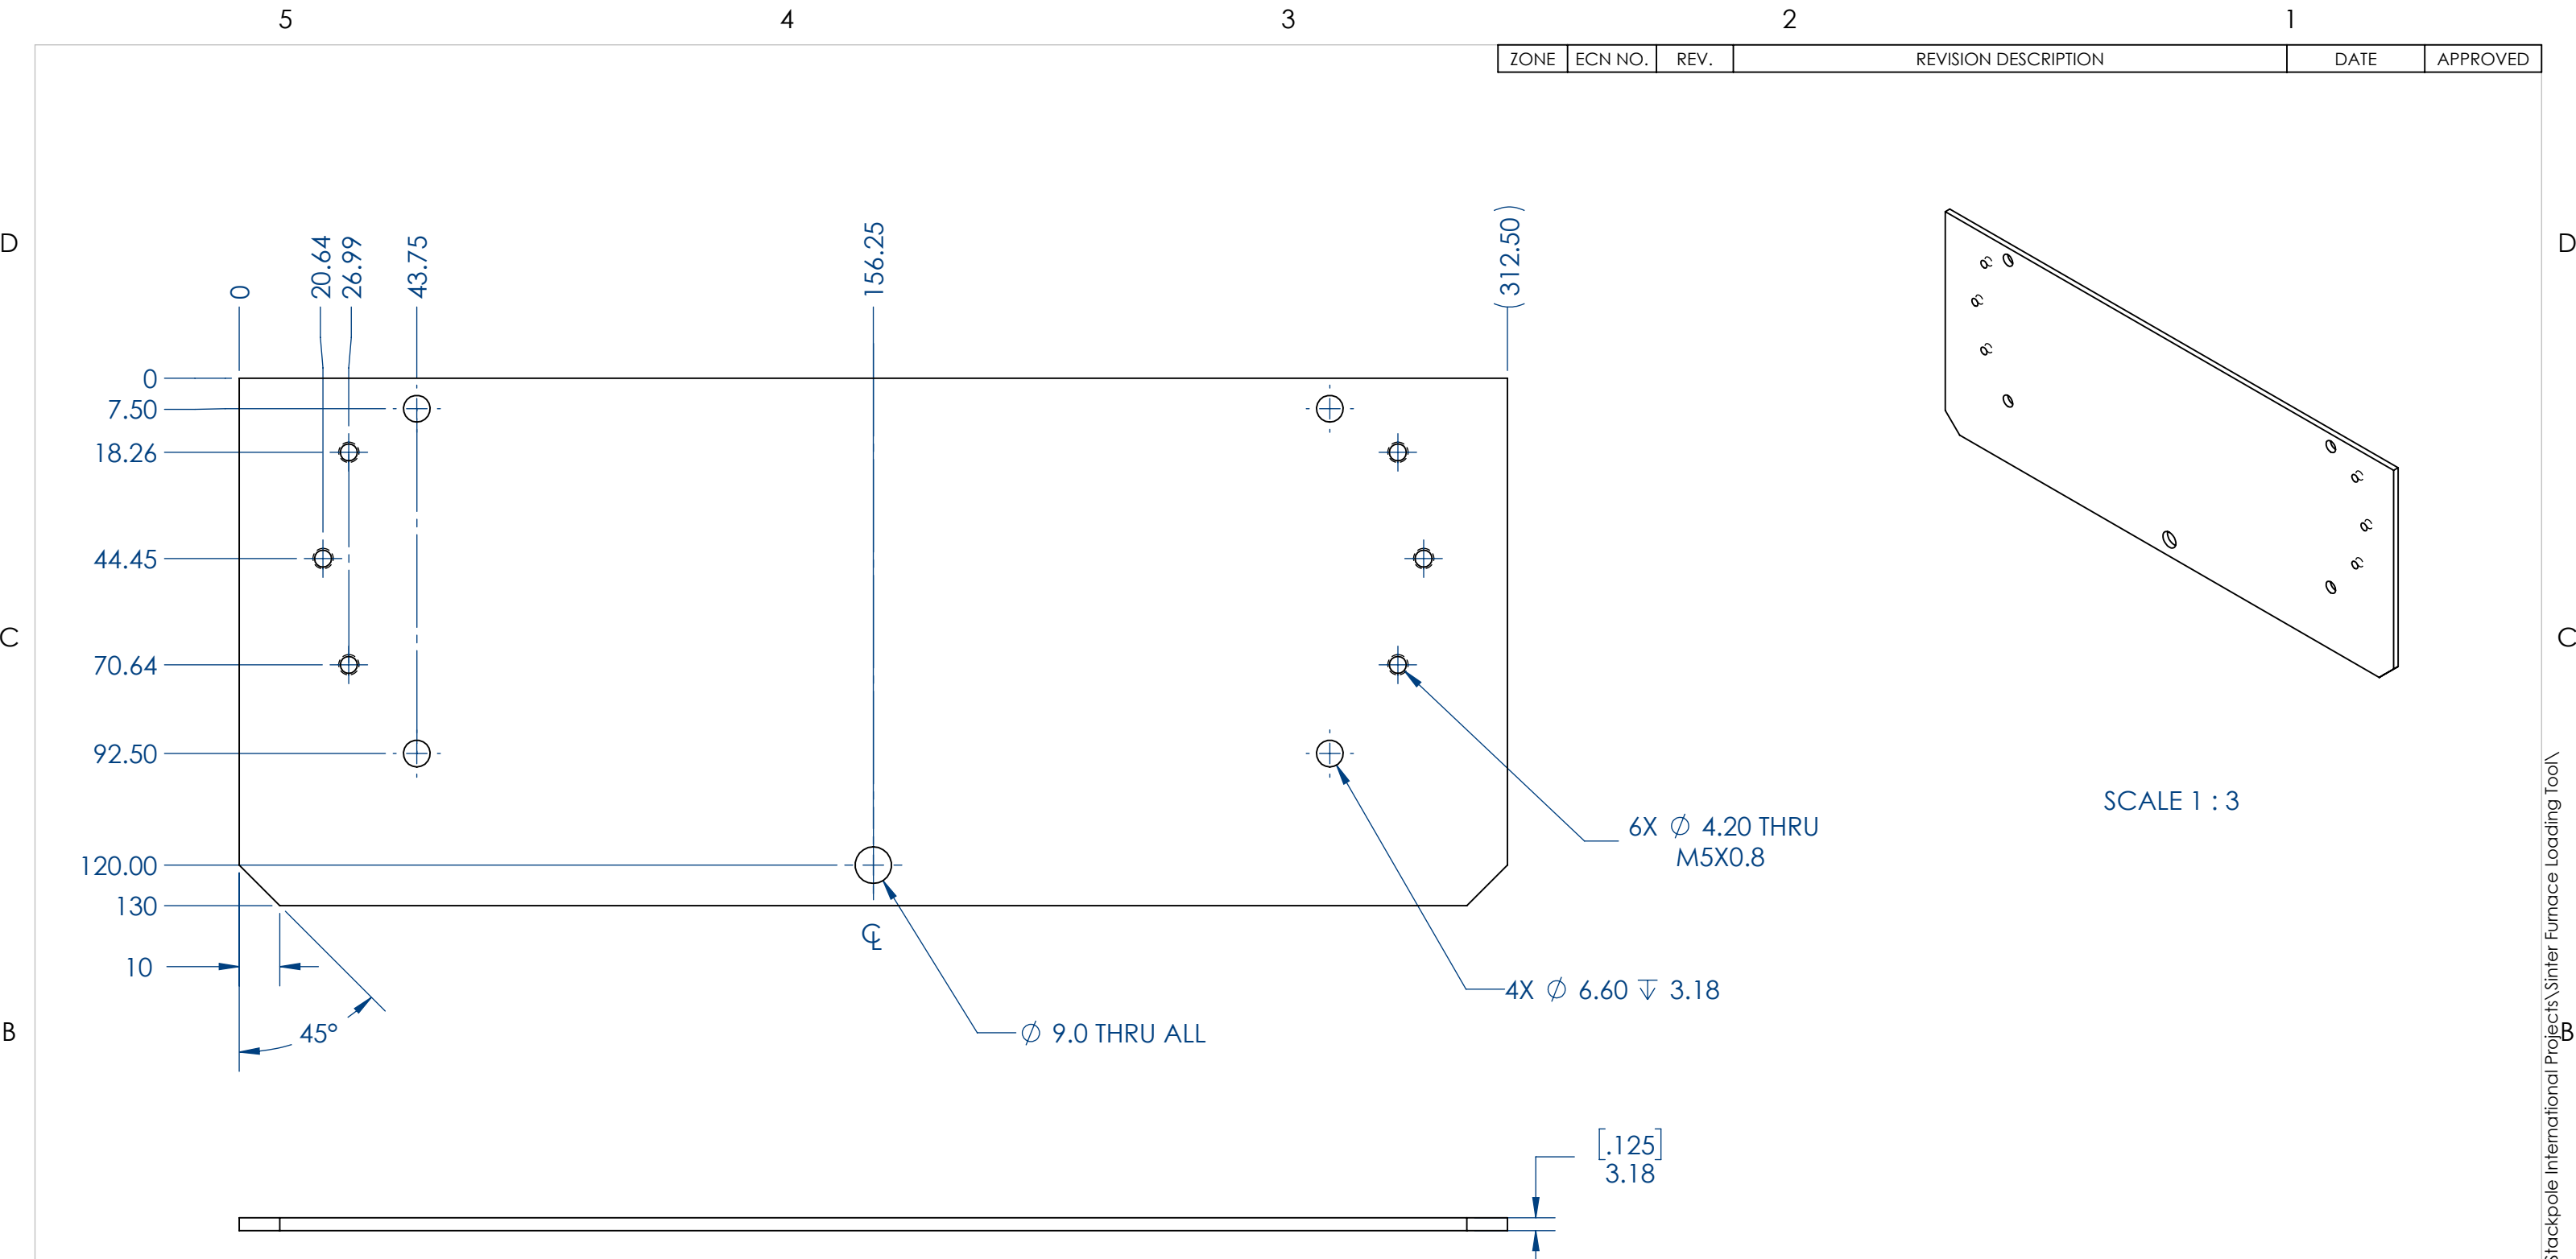 5 4 3 2 1
ZONE ECN NO. REV. REVISION DESCRIPTION DATE APPROVED
D D
0
20.64
26.99
43.75
156.25
(312.50)
0
7.50
18.26
44.45
70.64
92.50
120.00
130
10
45°
℄
C C
6X ∅ 4.20 THRU
M5X0.8
4X ∅ 6.60 ↧ 3.18
∅ 9.0 THRU ALL
SCALE 1 : 3
B B
[.125]
3.18
Stackpole International Projects\Sinter Furnace Loading Tool\